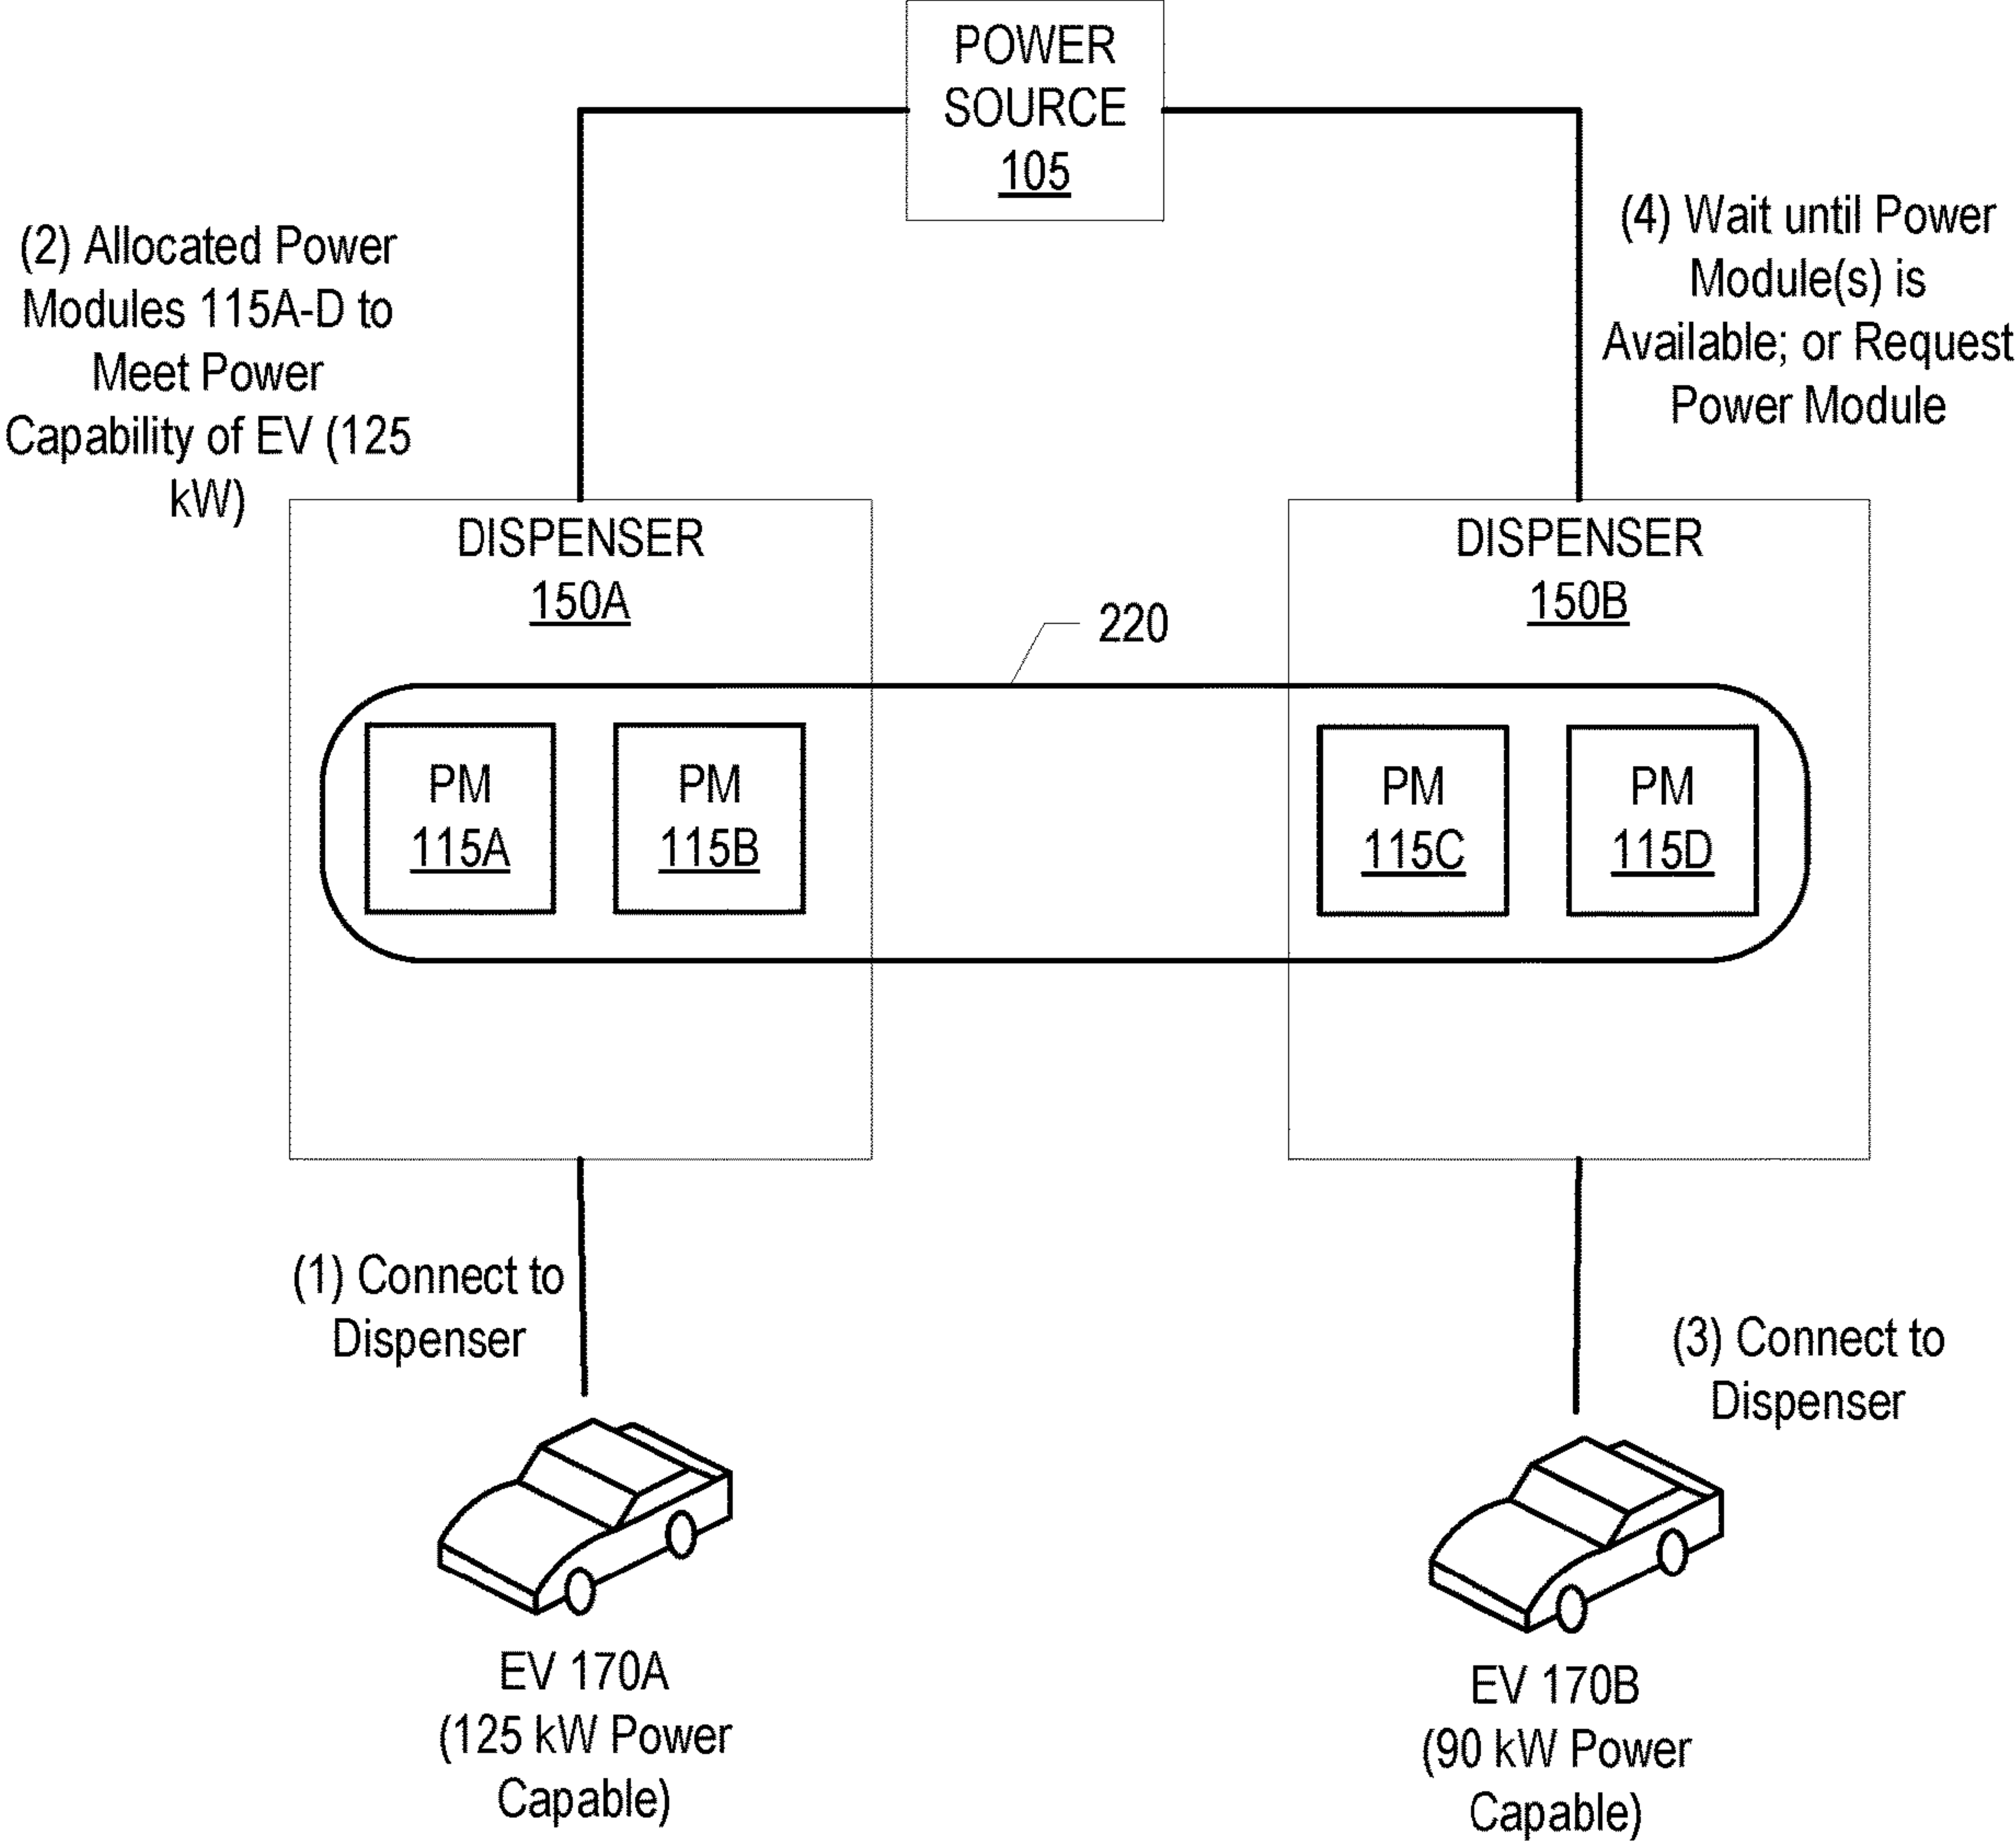 POWER
SOURCE
105
(2) Allocated Power
Modules 115A-D to
Meet Power
Capability of EV (125
kW)
(4) Wait until Power
Module(s) is
Available; or Request
Power Module
DISPENSER
150A
DISPENSER
150B
220
PM
115A
PM
115B
PM
115C
PM
115D
(1) Connect to
Dispenser
(3) Connect to
Dispenser
EV 170A
(125 kW Power
Capable)
EV 170B
(90 kW Power
Capable)